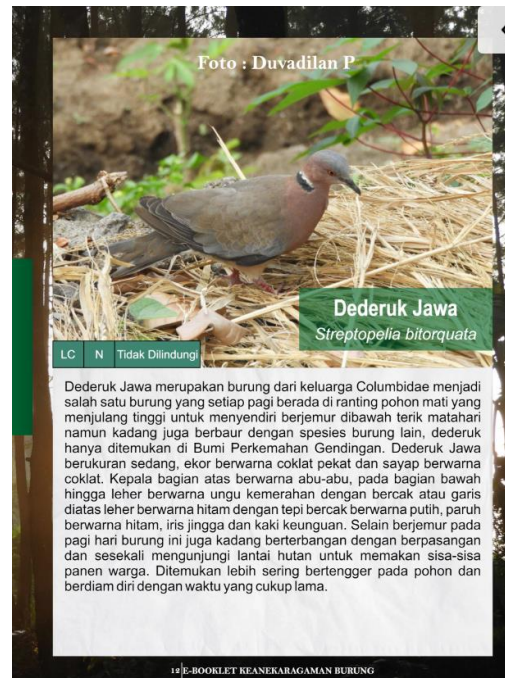 Foto : Duvadilan P
Dederuk Jawa
Streptopelia bitorquata
LC N Tidak Dilindungi
Dederuk Jawa merupakan burung dari keluarga Columbidae menjadi
salah satu burung yang setiap pagi berada di ranting pohon mati yang
menjulang tinggi untuk menyendiri berjemur dibawah terik matahari
namun kadang juga berbaur dengan spesies burung lain, dederuk
hanya ditemukan di Bumi Perkemahan Gendingan. Dederuk Jawa
berukuran sedang, ekor berwarna coklat pekat dan sayap berwarna
coklat. Kepala bagian atas berwarna abu-abu, pada bagian bawah
hingga leher berwarna ungu kemerahan dengan bercak atau garis
diatas leher berwarna hitam dengan tepi bercak berwarna putih, paruh
berwarna hitam, iris jingga dan kaki keunguan. Selain berjemur pada
pagi hari burung ini juga kadang berterbangan dengan berpasangan
dan sesekali mengunjungi lantai hutan untuk memakan sisa-sisa
panen warga. Ditemukan lebih sering bertengger pada pohon dan
berdiam diri dengan waktu yang cukup lama.
12|E-BOOKLET KEANEKARAGAMAN BURUNG